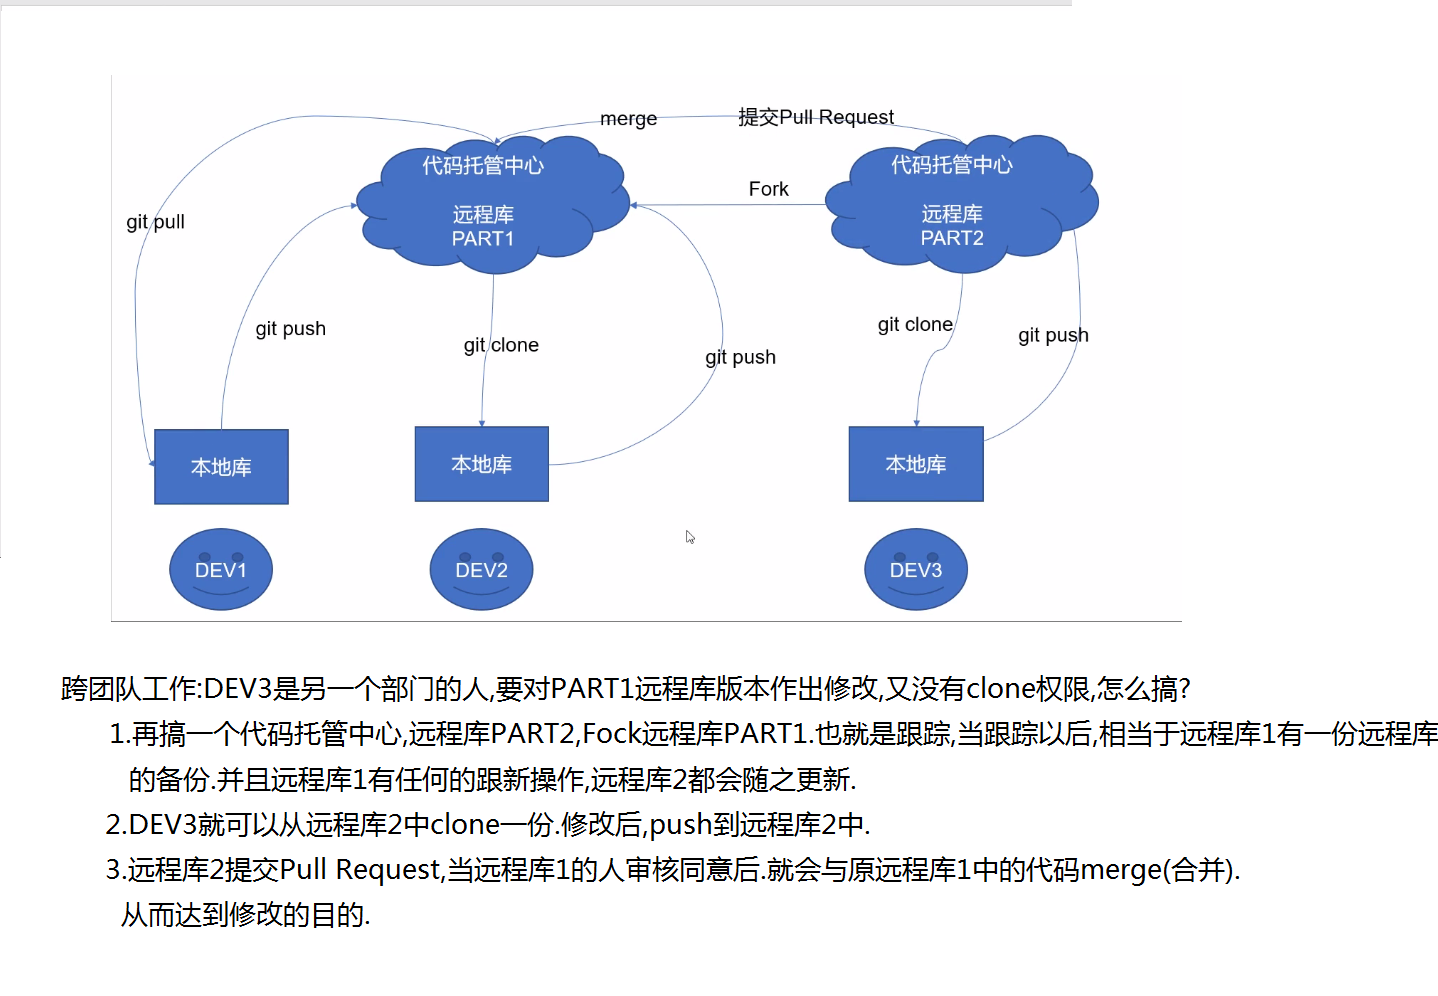 merge
提交Pull Request
代码托管中心
代码托管中心
Fork
远程库
PART1
远程库
PART2
git pull
git push
git clone
git push
git clone
git push
本地库
本地库
本地库
DEV1
DEV2
DEV3
跨团队工作:DEV3是另一个部门的人,要对PART1远程库版本作出修改,又没有clone权限,怎么搞?
1.再搞一个代码托管中心,远程库PART2,Fock远程库PART1.也就是跟踪,当跟踪以后,相当于远程库1有一份远程库
的备份.并且远程库1有任何的跟新操作,远程库2都会随之更新.
2.DEV3就可以从远程库2中clone一份.修改后,push到远程库2中.
3.远程库2提交Pull Request,当远程库1的人审核同意后.就会与原远程库1中的代码merge(合并).
从而达到修改的目的.